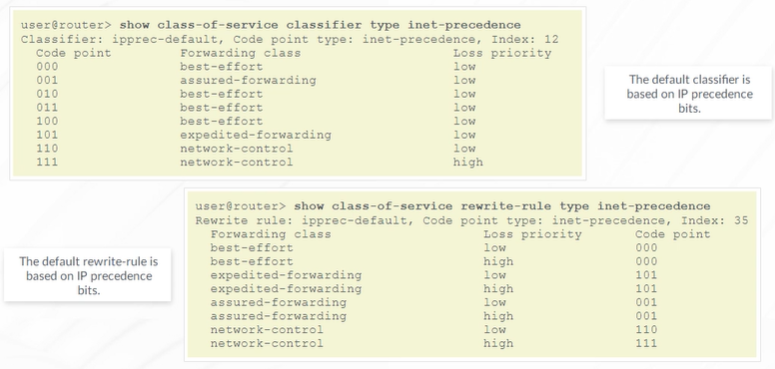 user@router> show class-of-service classifier type inet-precedence
Classifier: ipprec-default, Code point type: inet-precedence, Index: 12
Code point Forwarding class Loss priority
000 best-effort low
001 assured-forwarding low
010 best-effort low
011 best-effort low
100 best-effort low
101 expedited-forwarding low
110 network-control low
111 network-control high
The default classifier is
based on IP precedence
bits.
user@router> show class-of-service rewrite-rule type inet-precedence
Rewrite rule: ipprec-default, Code point type: inet-precedence, Index: 35
Forwarding class Loss priority Code point
best-effort low 000
best-effort high 000
expedited-forwarding low 101
expedited-forwarding high 101
assured-forwarding low 001
assured-forwarding high 001
network-control low 110
network-control high 111
The default rewrite-rule is
based on IP precedence
bits.